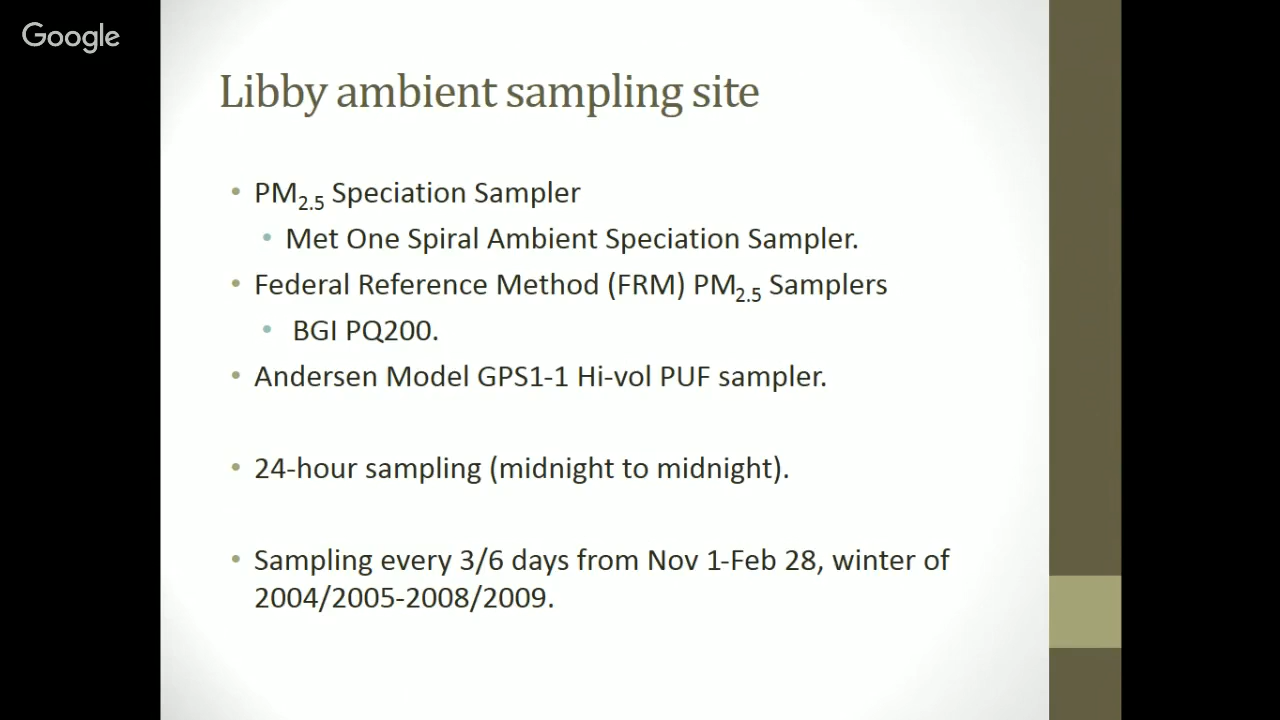 Google
Libby ambient sampling site
• PM2.5 Speciation Sampler
• Met One Spiral Ambient Speciation Sampler.
• Federal Reference Method (FRM) PM2.5 Samplers
• BGI PQ200.
• Andersen Model GPS1-1 Hi-vol PUF sampler.
• 24-hour sampling (midnight to midnight).
• Sampling every 3/6 days from Nov 1-Feb 28, winter of
2004/2005-2008/2009.